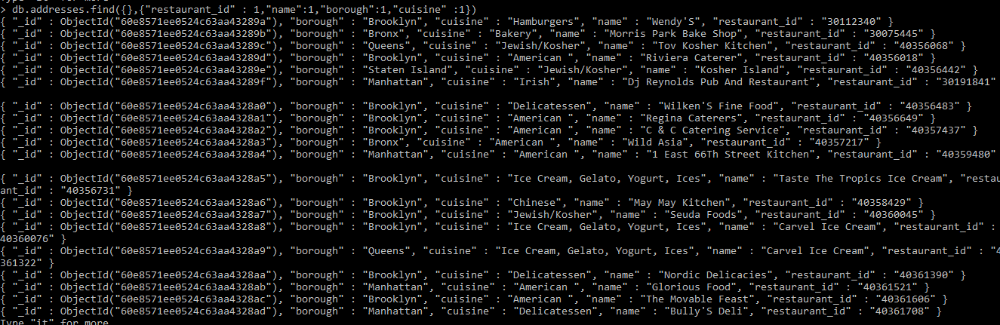 Type "it" for more
> db.addresses.find({},{"restaurant_id" : 1,"name":1,"borough":1,"cuisine" :1})
{ "_id" : ObjectId("60e8571ee0524c63aa43289a"), "borough" : "Brooklyn", "cuisine" : "Hamburgers", "name" : "Wendy'S", "restaurant_id" : "30112340" }
{ "_id" : ObjectId("60e8571ee0524c63aa43289b"), "borough" : "Bronx", "cuisine" : "Bakery", "name" : "Morris Park Bake Shop", "restaurant_id" : "30075445" }
{ "_id" : ObjectId("60e8571ee0524c63aa43289c"), "borough" : "Queens", "cuisine" : "Jewish/Kosher", "name" : "Tov Kosher Kitchen", "restaurant_id" : "40356068" }
{ "_id" : ObjectId("60e8571ee0524c63aa43289d"), "borough" : "Brooklyn", "cuisine" : "American ", "name" : "Riviera Caterer", "restaurant_id" : "40356018" }
{ "_id" : ObjectId("60e8571ee0524c63aa43289e"), "borough" : "Staten Island", "cuisine" : "Jewish/Kosher", "name" : "Kosher Island", "restaurant_id" : "40356442" }
{ "_id" : ObjectId("60e8571ee0524c63aa43289f"), "borough" : "Manhattan", "cuisine" : "Irish", "name" : "Dj Reynolds Pub And Restaurant", "restaurant_id" : "30191841"
{ "_id" : ObjectId("60e8571ee0524c63aa4328a0"), "borough" : "Brooklyn", "cuisine" : "Delicatessen", "name" : "Wilken'S Fine Food", "restaurant_id" : "40356483" }
{ "_id" : ObjectId("60e8571ee0524c63aa4328a1"), "borough" : "Brooklyn", "cuisine" : "American ", "name" : "Regina Caterers", "restaurant_id" : "40356649" }
{ "_id" : ObjectId("60e8571ee0524c63aa4328a2"), "borough" : "Brooklyn", "cuisine" : "American ", "name" : "C & C Catering Service", "restaurant_id" : "40357437" }
{ "_id" : ObjectId("60e8571ee0524c63aa4328a3"), "borough" : "Bronx", "cuisine" : "American ", "name" : "Wild Asia", "restaurant_id" : "40357217" }
{ "_id" : ObjectId("60e8571ee0524c63aa4328a4"), "borough" : "Manhattan", "cuisine" : "American ", "name" : "1 East 66Th Street Kitchen", "restaurant_id" : "40359480"
{ "_id" : ObjectId("60e8571ee0524c63aa4328a5"), "borough" : "Brooklyn", "cuisine" : "Ice Cream, Gelato, Yogurt, Ices", "name" : "Taste The Tropics Ice Cream", "restau
ant_id" : "40356731" }
{ "_id" : ObjectId("60e8571ee0524c63aa4328a6"), "borough" : "Brooklyn", "cuisine" : "Chinese", "name" : "May May Kitchen", "restaurant_id" : "40358429" }
{ "_id" : ObjectId("60e8571ee0524c63aa4328a7"), "borough" : "Brooklyn", "cuisine" : "Jewish/Kosher", "name" : "Seuda Foods", "restaurant_id" : "40360045" }
{ "_id" : ObjectId("60e8571ee0524c63aa4328a8"), "borough" : "Brooklyn", "cuisine" : "Ice Cream, Gelato, Yogurt, Ices", "name" : "Carvel Ice Cream", "restaurant_id" :
40360076" }
{ "_id" : ObjectId("60e8571ee0524c63aa4328a9"), "borough" : "Queens", "cuisine" : "Ice Cream, Gelato, Yogurt, Ices", "name" : "Carvel Ice Cream", "restaurant_id" : "4
361322" }
{ "_id" : ObjectId("60e8571ee0524c63aa4328aa"), "borough" : "Brooklyn", "cuisine" : "Delicatessen", "name" : "Nordic Delicacies", "restaurant_id" : "40361390" }
{ "_id" : ObjectId("60e8571ee0524c63aa4328ab"), "borough" : "Manhattan", "cuisine" : "American ", "name" : "Glorious Food", "restaurant_id" : "40361521" }
{ "_id" : ObjectId("60e8571ee0524c63aa4328ac"), "borough" : "Brooklyn", "cuisine" : "American ", "name" : "The Movable Feast", "restaurant_id" : "40361606" }
{ "_id" : ObjectId("60e8571ee0524c63aa4328ad"), "borough" : "Manhattan", "cuisine" : "Delicatessen", "name" : "Bully'S Deli", "restaurant_id" : "40361708" }
Type "it" for more